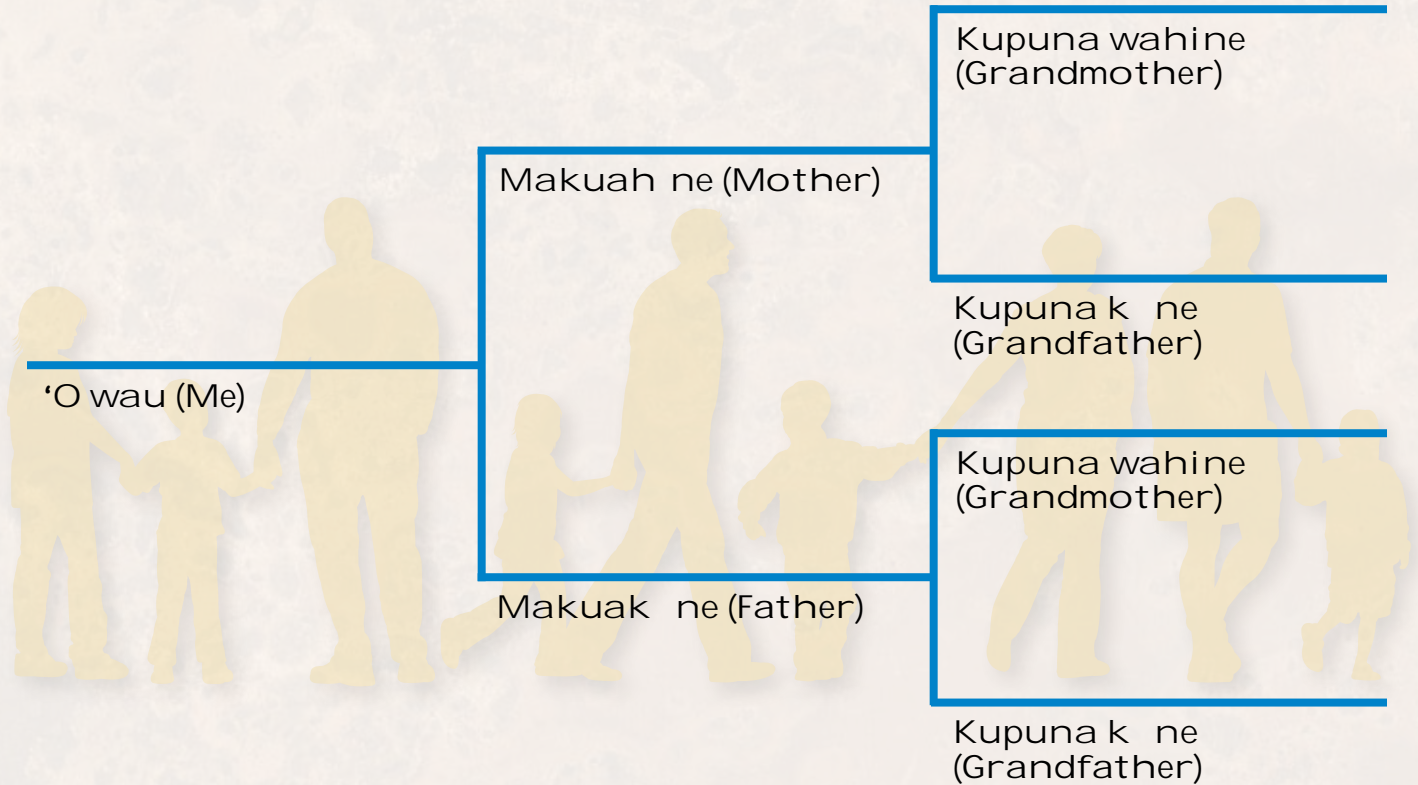 Kupuna wahine
(Grandmother)
Makuah ne (Mother)
Kupuna k ne
(Grandfather)
‘O wau (Me)
Kupuna wahine
(Grandmother)
Makuak ne (Father)
Kupuna k ne
(Grandfather)